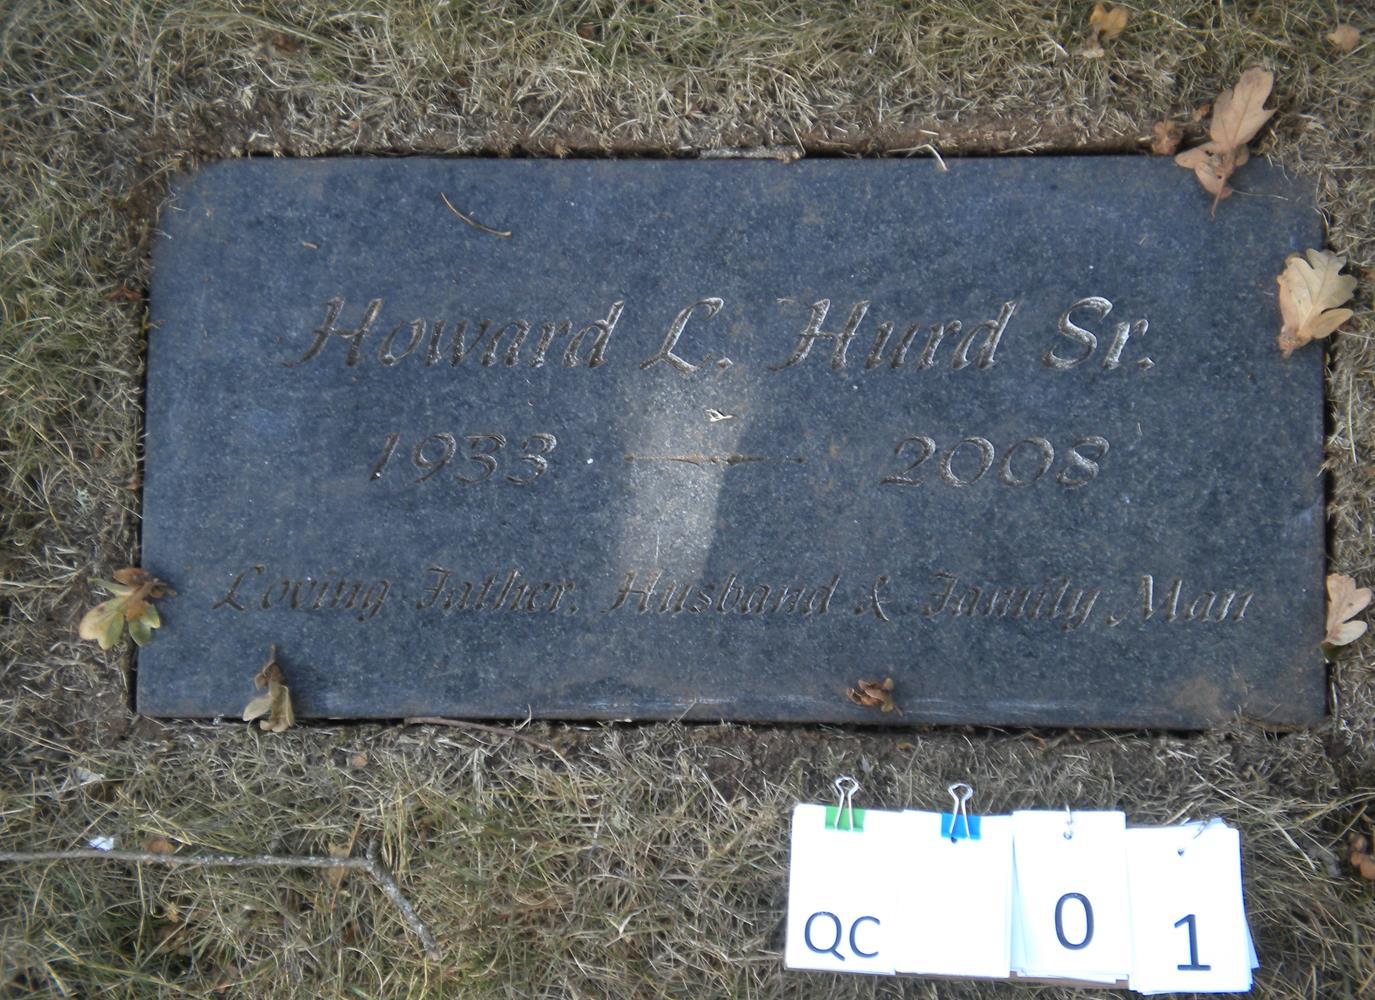 Howard L. Hurd Sr.
1933 2008
Loving Father, Husband & Family Man
QC 0 1